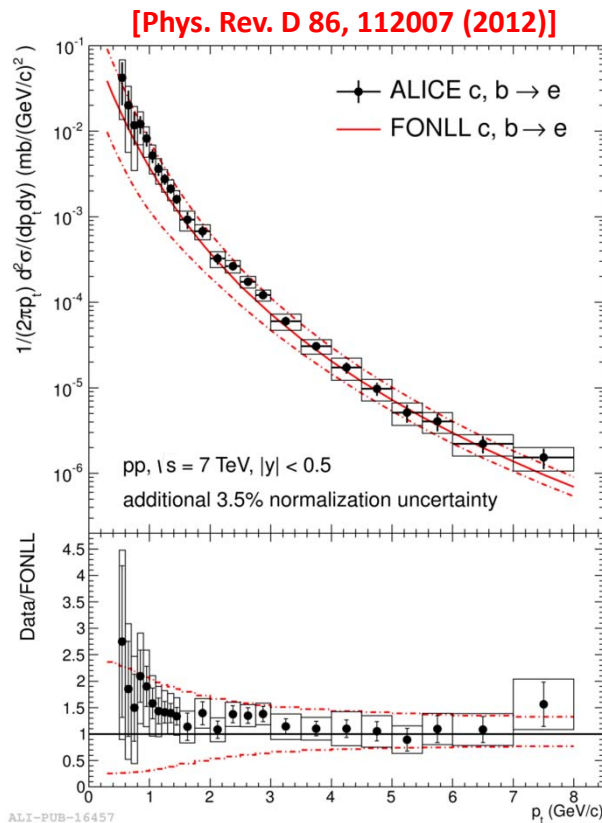 [Phys. Rev. D 86, 112007 (2012)]
1/(2πp_t) d²σ/(dp_tdy) (mb/(GeV/c)²)
10⁻¹
10⁻²
10⁻³
10⁻⁴
10⁻⁵
10⁻⁶
ALICE c, b → e
FONLL c, b → e
pp, \ s = 7 TeV, |y| < 0.5
additional 3.5% normalization uncertainty
Data/FONLL
4.5
4
3.5
3
2.5
2
1.5
1
0.5
0
0 1 2 3 4 5 6 7 8
p_t (GeV/c)
ALI-PUB-16457